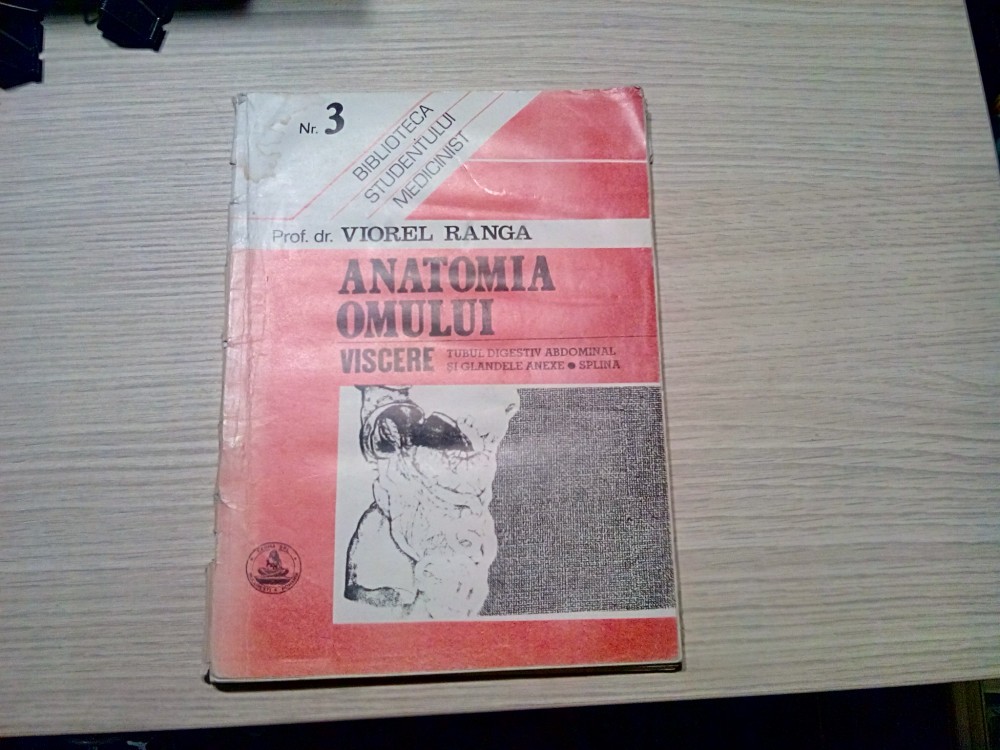 Nr. 3
BIBLIOTECA
STUDENTULUI
MEDICINIST
Prof. dr. VIOREL RANGA
ANATOMIA
OMULUI
VISCERE
TUBUL DIGESTIV ABDOMINAL
ȘI GLANDELE ANEXE ● SPLINA